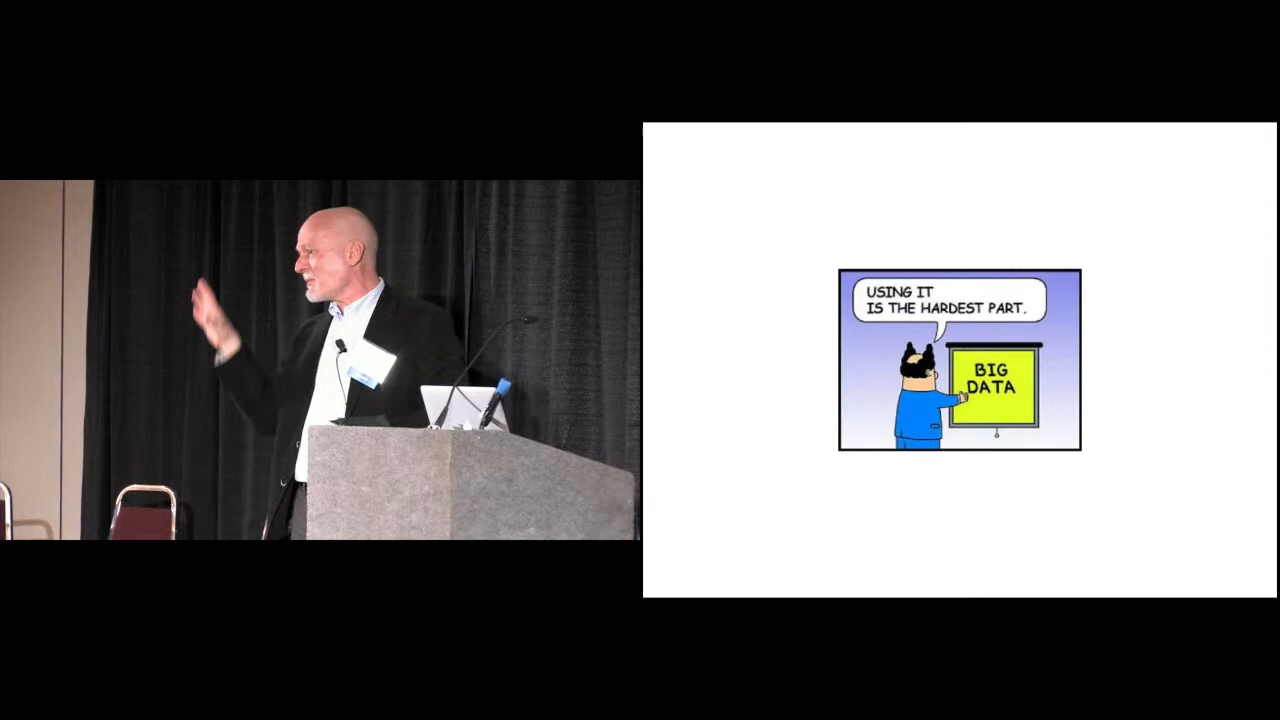 USING IT
IS THE HARDEST PART.
BIG
DATA